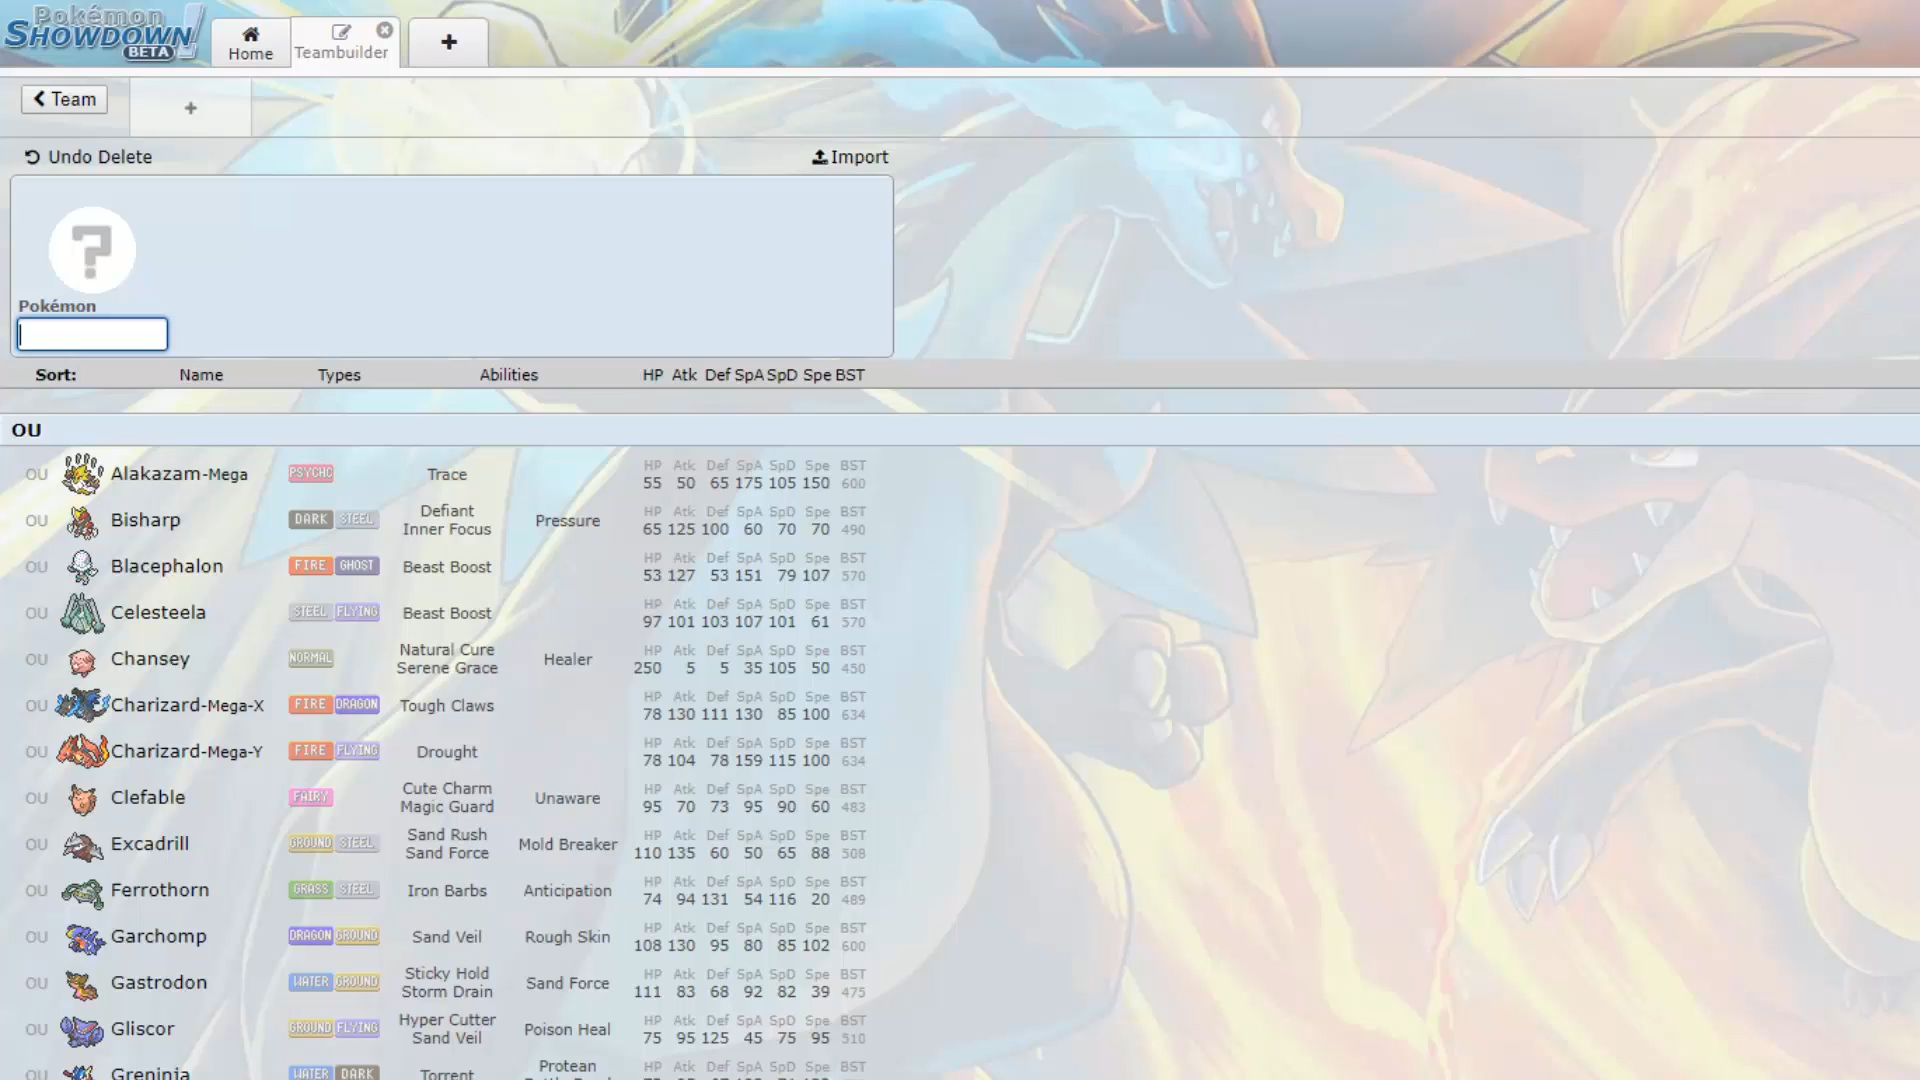 Pokémon
SHOWDOWN!
BETA
Home
Teambuilder
+
Team
+
Undo Delete
Import
?
Pokémon
Sort: Name Types Abilities HP Atk Def SpA SpD Spe BST
OU
OU Alakazam-Mega PSYCHC Trace HP 55 Atk 50 Def 65 SpA 175 SpD 105 Spe 150 BST 600
OU Bisharp DARK STEEL Defiant Inner Focus Pressure HP 65 Atk 125 Def 100 SpA 60 SpD 70 Spe 70 BST 490
OU Blacephalon FIRE GHOST Beast Boost HP 53 Atk 127 Def 53 SpA 151 SpD 79 Spe 107 BST 570
OU Celesteela STEEL FLYING Beast Boost HP 97 Atk 101 Def 103 SpA 107 SpD 101 Spe 61 BST 570
OU Chansey NORMAL Natural Cure Serene Grace Healer HP 250 Atk 5 Def 5 SpA 35 SpD 105 Spe 50 BST 450
OU Charizard-Mega-X FIRE DRAGON Tough Claws HP 78 Atk 130 Def 111 SpA 130 SpD 85 Spe 100 BST 634
OU Charizard-Mega-Y FIRE FLYING Drought HP 78 Atk 104 Def 78 SpA 159 SpD 115 Spe 100 BST 634
OU Clefable FAIRY Cute Charm Magic Guard Unaware HP 95 Atk 70 Def 73 SpA 95 SpD 90 Spe 60 BST 483
OU Excadrill GROUND STEEL Sand Rush Sand Force Mold Breaker HP 110 Atk 135 Def 60 SpA 50 SpD 65 Spe 88 BST 508
OU Ferrothorn GRASS STEEL Iron Barbs Anticipation HP 74 Atk 94 Def 131 SpA 54 SpD 116 Spe 20 BST 489
OU Garchomp DRAGON GROUND Sand Veil Rough Skin HP 108 Atk 130 Def 95 SpA 80 SpD 85 Spe 102 BST 600
OU Gastrodon WATER GROUND Sticky Hold Storm Drain Sand Force HP 111 Atk 83 Def 68 SpA 92 SpD 82 Spe 39 BST 475
OU Gliscor GROUND FLYING Hyper Cutter Sand Veil Poison Heal HP 75 Atk 95 Def 125 SpA 45 SpD 75 Spe 95 BST 510
OU Greninja WATER DARK Torrent Protean HP Atk Def SpA SpD Spe BST